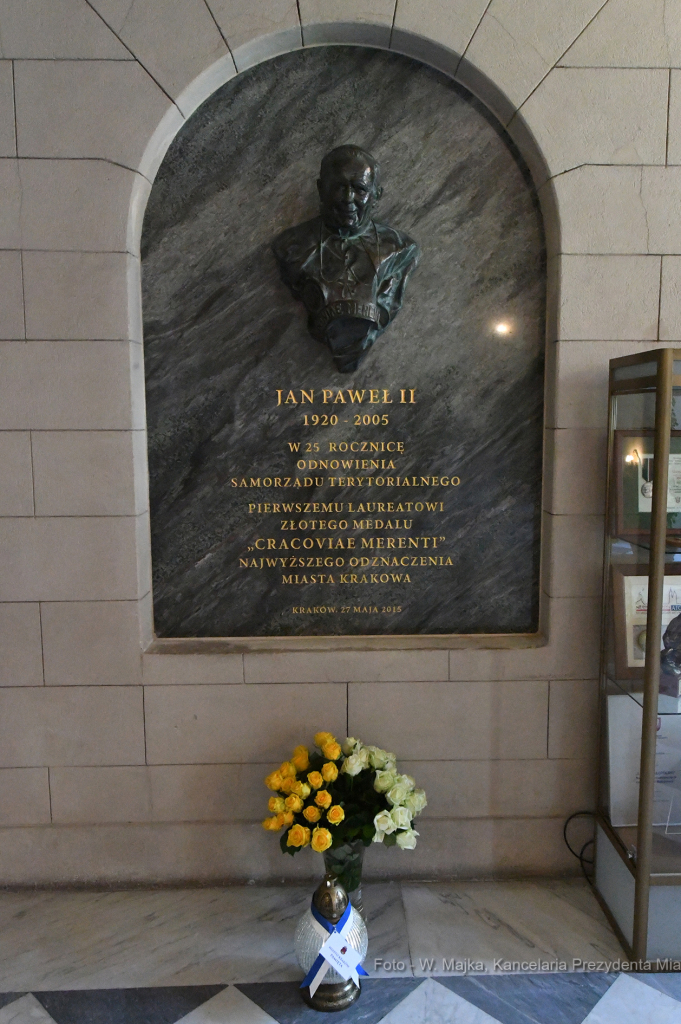 JAN PAWEŁ II
1920 - 2005
W 25 ROCZNICĘ
ODNOWIENIA
SAMORZĄDU TERYTORIALNEGO
PIERWSZEMU LAUREATOWI
ZŁOTEGO MEDALU
„CRACOVIAE MERENTI”
NAJWYŻSZEGO ODZNACZENIA
MIASTA KRAKOWA
KRAKÓW, 27 MAJA 2015
Foto - W. Majka, Kancelaria Prezydenta Mia